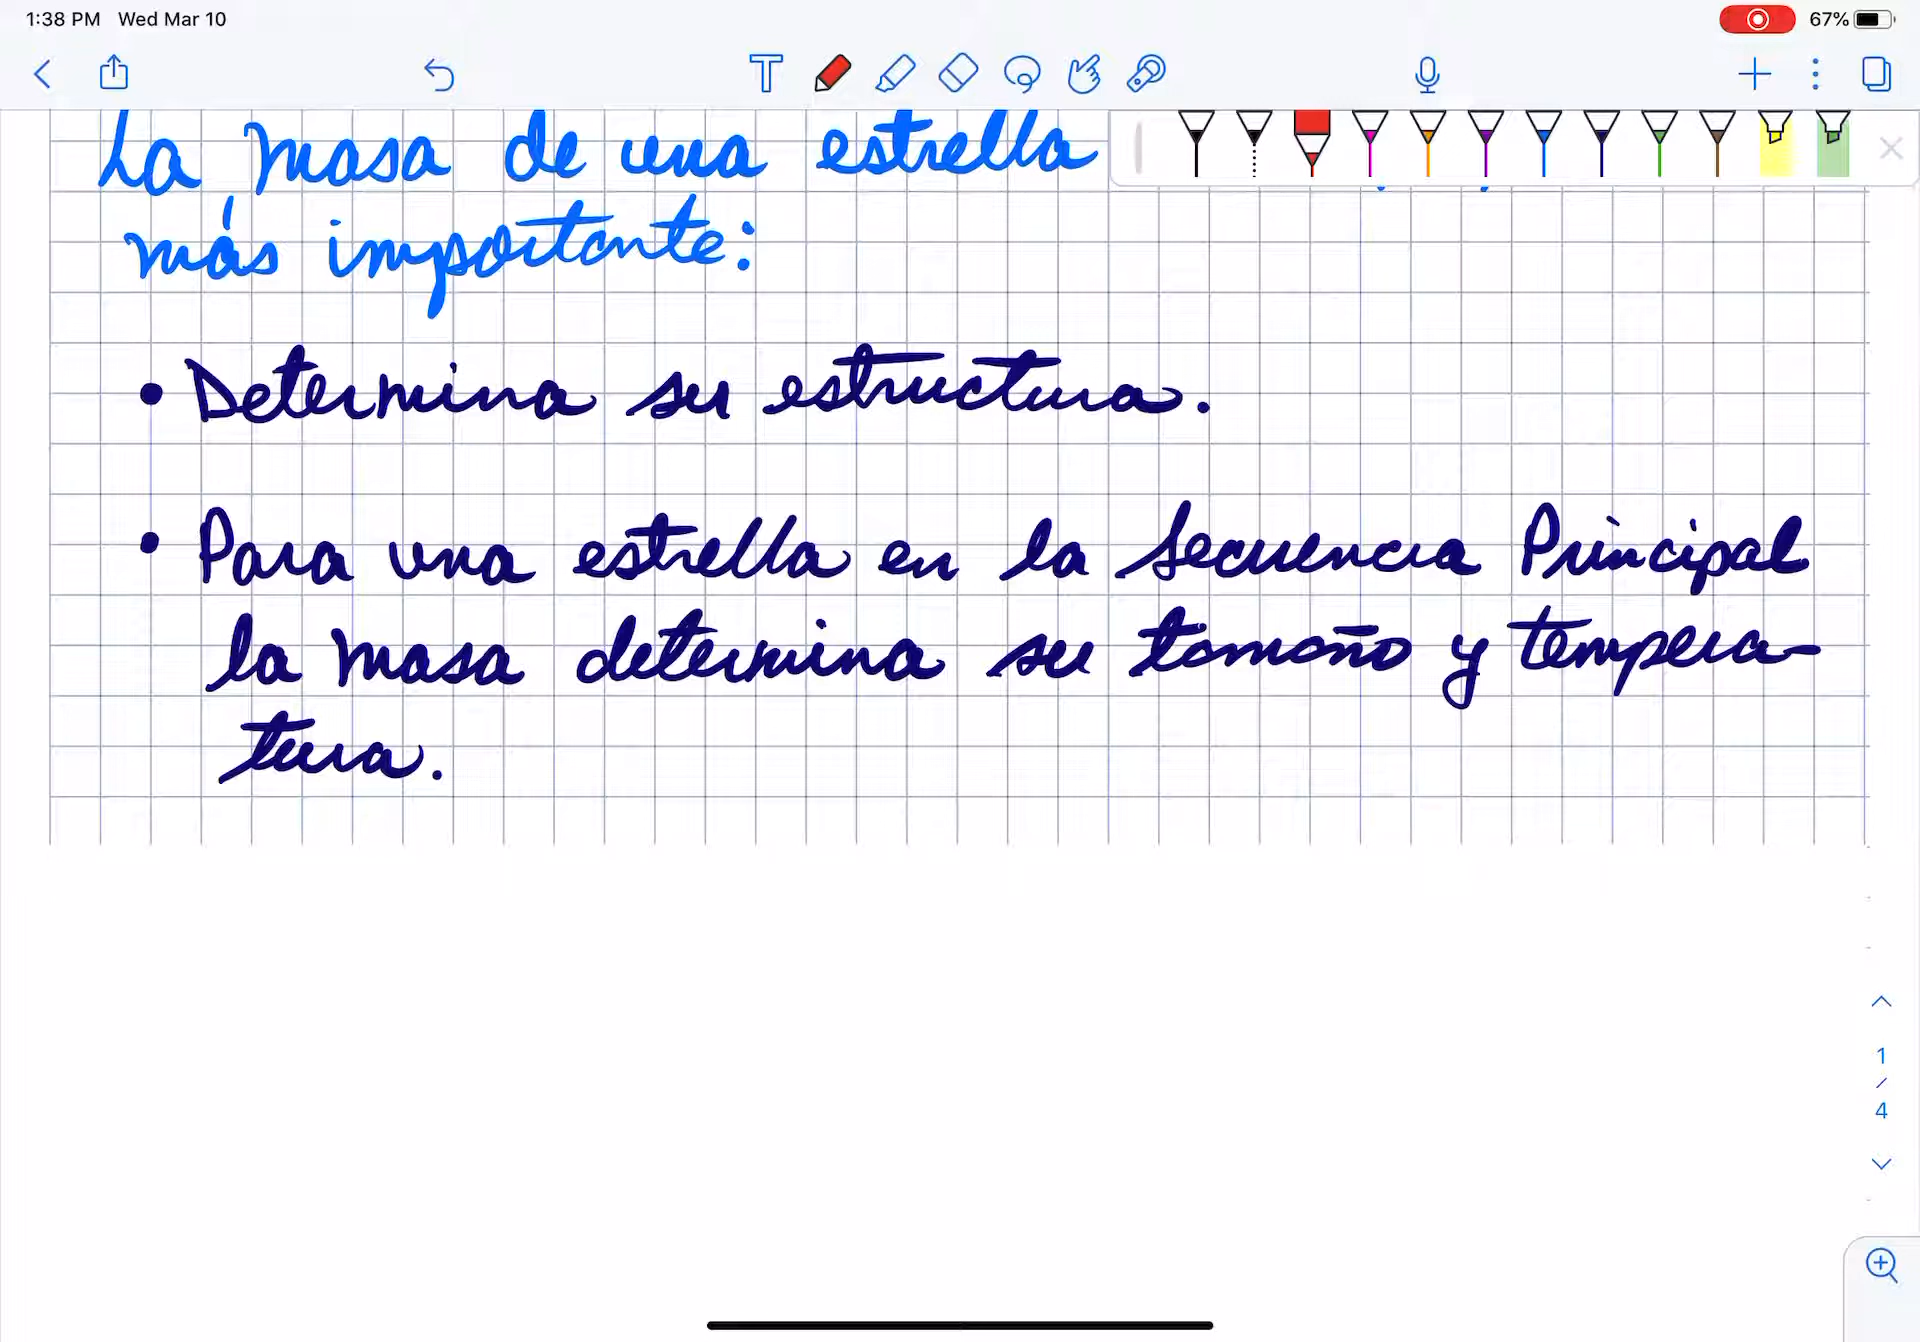 1:38 PM Wed Mar 10
67%
La masa de una estrella
más importante:
• Determina su estructura.
• Para una estrella en la Secuencia Principal
la masa determina su tamaño y tempera-
tura.
1
/
4